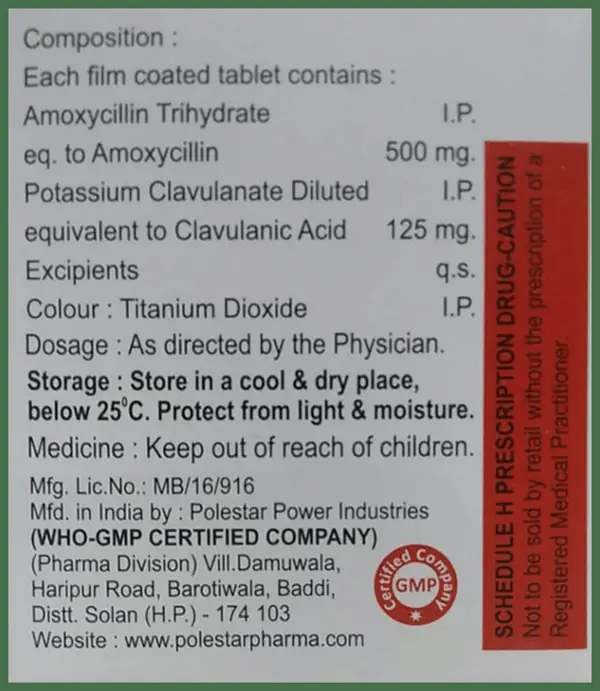 Composition :
Each film coated tablet contains :
Amoxycillin Trihydrate I.P.
eq. to Amoxycillin 500 mg.
Potassium Clavulanate Diluted I.P.
equivalent to Clavulanic Acid 125 mg.
Excipients q.s.
Colour : Titanium Dioxide I.P.
Dosage : As directed by the Physician.
Storage : Store in a cool & dry place,
below 25⁰C. Protect from light & moisture.
Medicine : Keep out of reach of children.
Mfg. Lic.No.: MB/16/916
Mfd. in India by : Polestar Power Industries
(WHO-GMP CERTIFIED COMPANY)
(Pharma Division) Vill.Damuwala,
Haripur Road, Barotiwala, Baddi,
Distt. Solan (H.P.) - 174 103
Website : www.polestarpharma.com
Certified Company
GMP
SCHEDULE H PRESCRIPTION DRUG-CAUTION
Not to be sold by retail without the prescription of a
Registered Medical Practitioner.